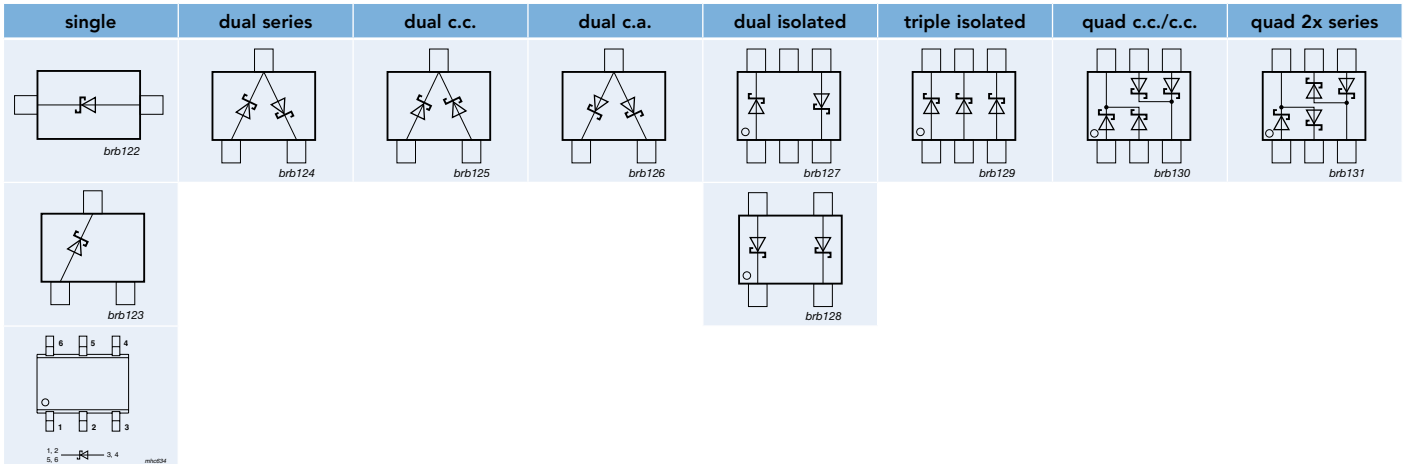 single dual series dual c.c. dual c.a. dual isolated triple isolated quad c.c./c.c. quad 2x series
brb122 brb124 brb125 brb126 brb127 brb129 brb130 brb131
brb123 brb128
6 5 4
1 2 3
1, 2
5, 6
3, 4
mhc634